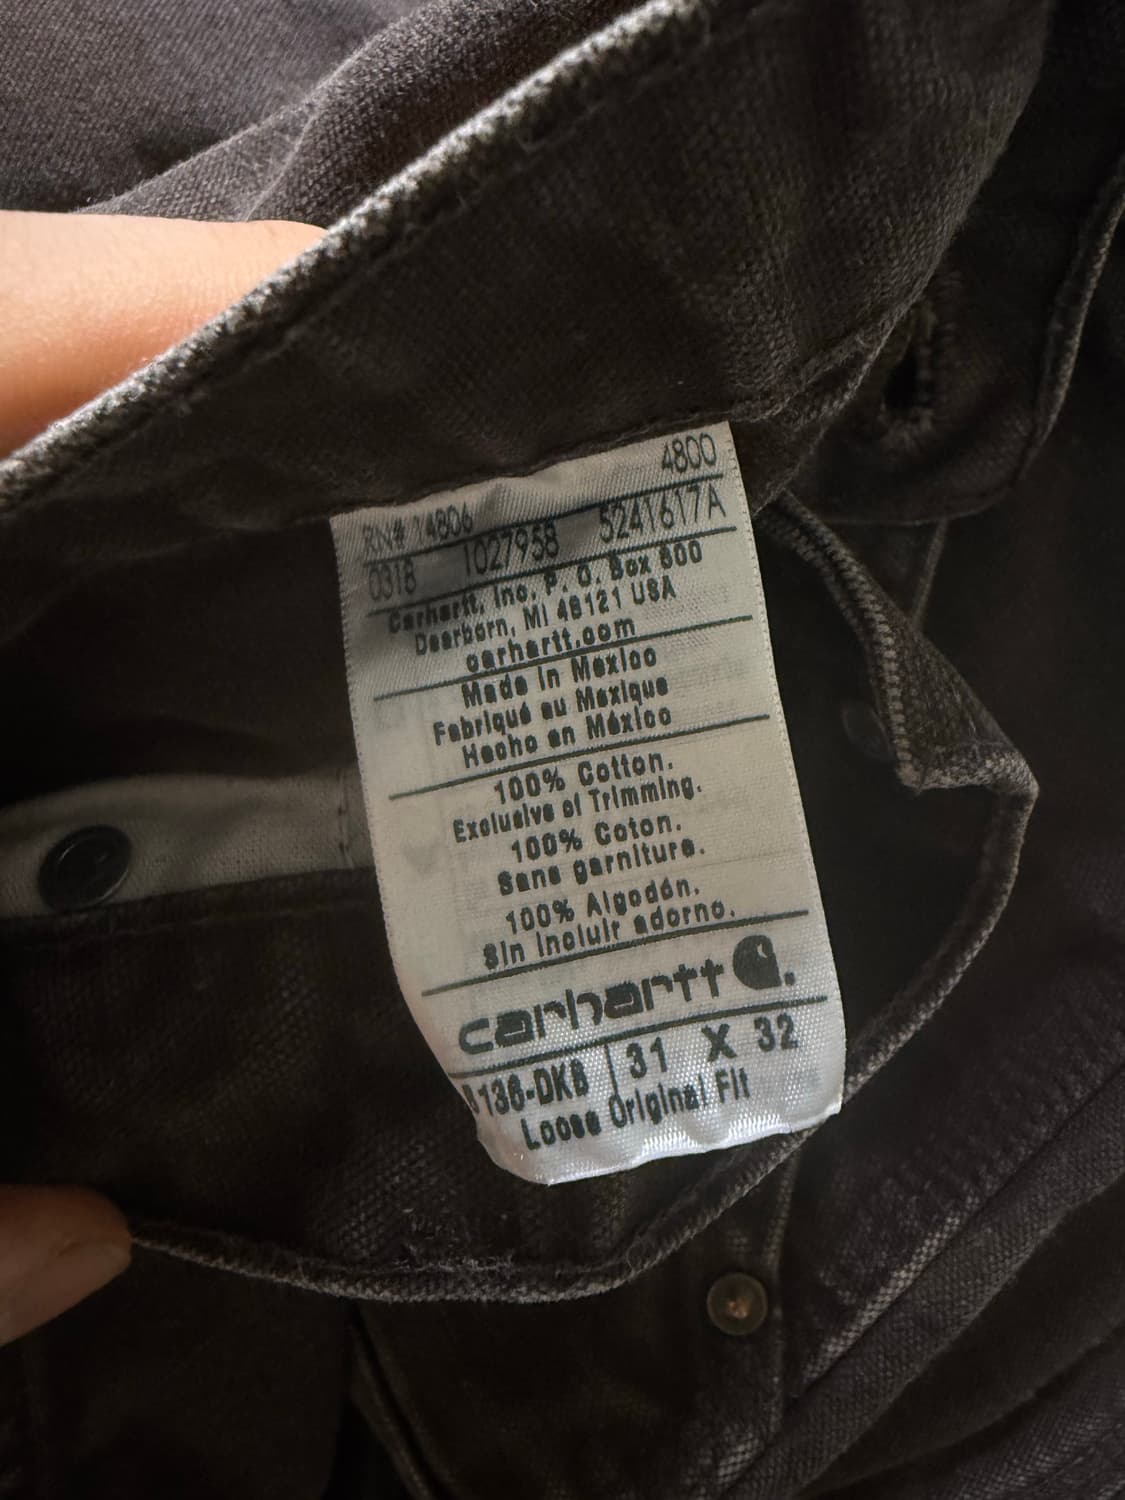 4800
RN# 14806
0318 1027958 5241617A
Carhartt, Inc. P. O. Box 600
Dearborn, MI 48121 USA
carhartt.com
Made in Mexico
Fabriqué au Mexique
Hecho en México
100% Cotton.
Exclusive of Trimming.
100% Coton.
Sans garniture.
100% Algodón.
Sin incluir adorno.
carhartt
B136-DKB 31 X 32
Loose Original Fit